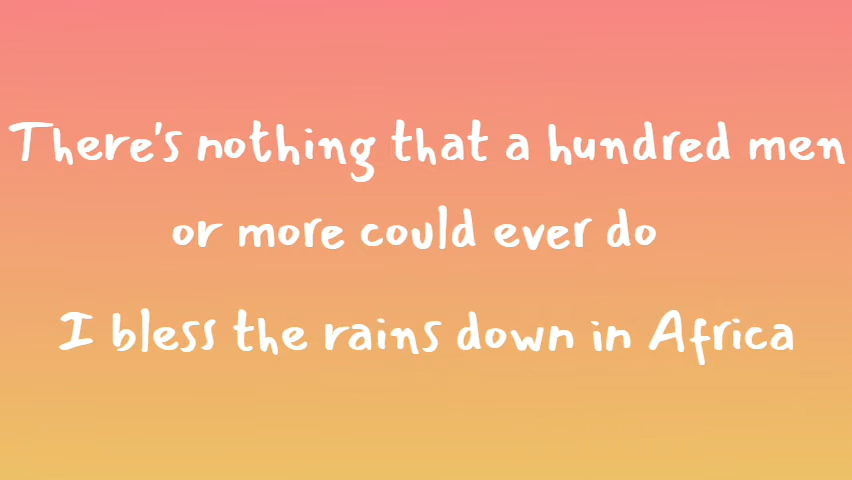 There's nothing that a hundred men
or more could ever do
I bless the rains down in Africa